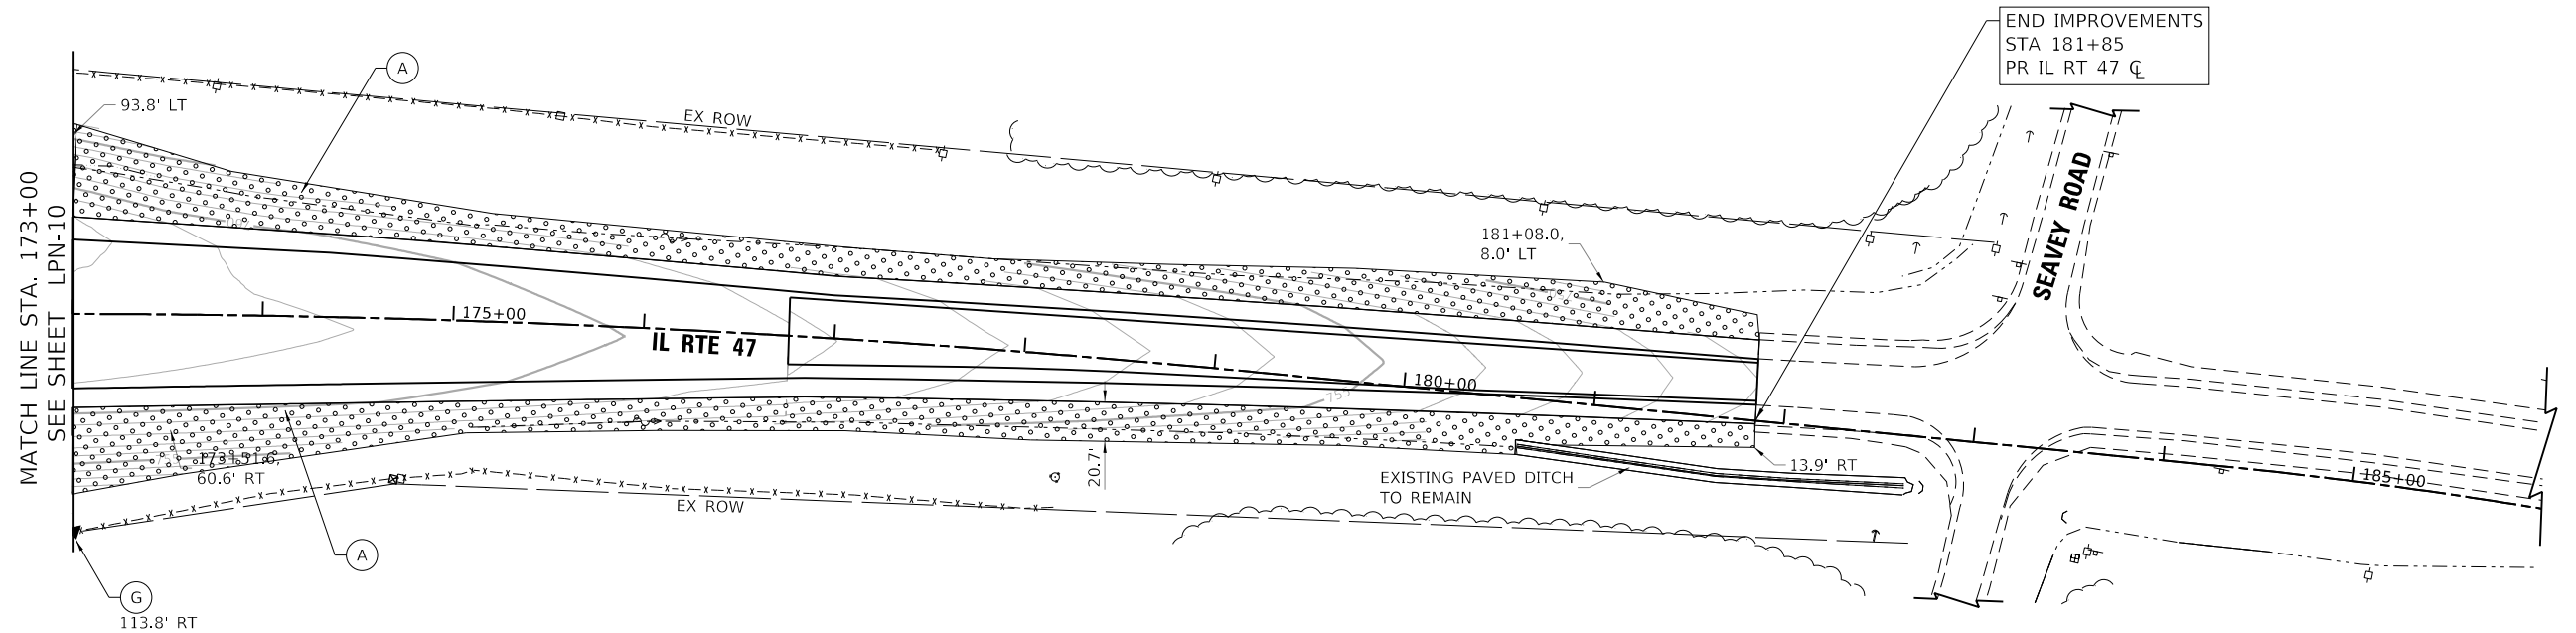 END IMPROVEMENTS
STA 181+85
PR IL RT 47 ℄
A
93.8' LT
EX ROW
MATCH LINE STA. 173+00
SEE SHEET LPN-10
SEAVEY ROAD
181+08.0,
8.0' LT
175+00
IL RTE 47
180+00
755
173+51.6,
60.6' RT
20.7'
EXISTING PAVED DITCH
TO REMAIN
13.9' RT
185+00
EX ROW
A
G
113.8' RT